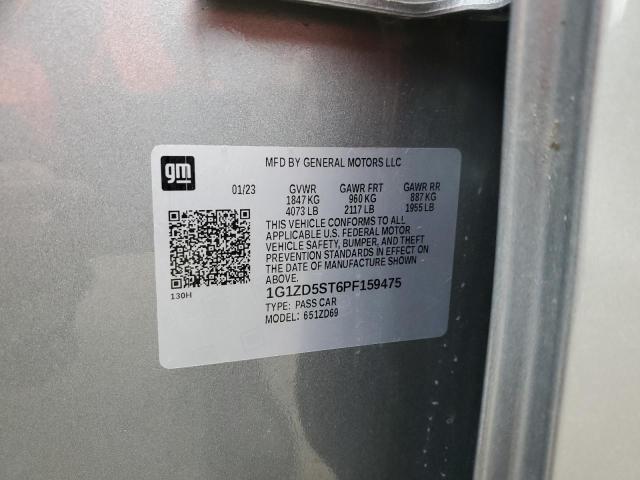 gm
MFD BY GENERAL MOTORS LLC
01/23 GVWR GAWR FRT GAWR RR
1847 KG 960 KG 887 KG
4073 LB 2117 LB 1955 LB
THIS VEHICLE CONFORMS TO ALL
APPLICABLE U.S. FEDERAL MOTOR
VEHICLE SAFETY, BUMPER, AND THEFT
PREVENTION STANDARDS IN EFFECT ON
THE DATE OF MANUFACTURE SHOWN
ABOVE.
130H
1G1ZD5ST6PF159475
TYPE: PASS CAR
MODEL: 651ZD69